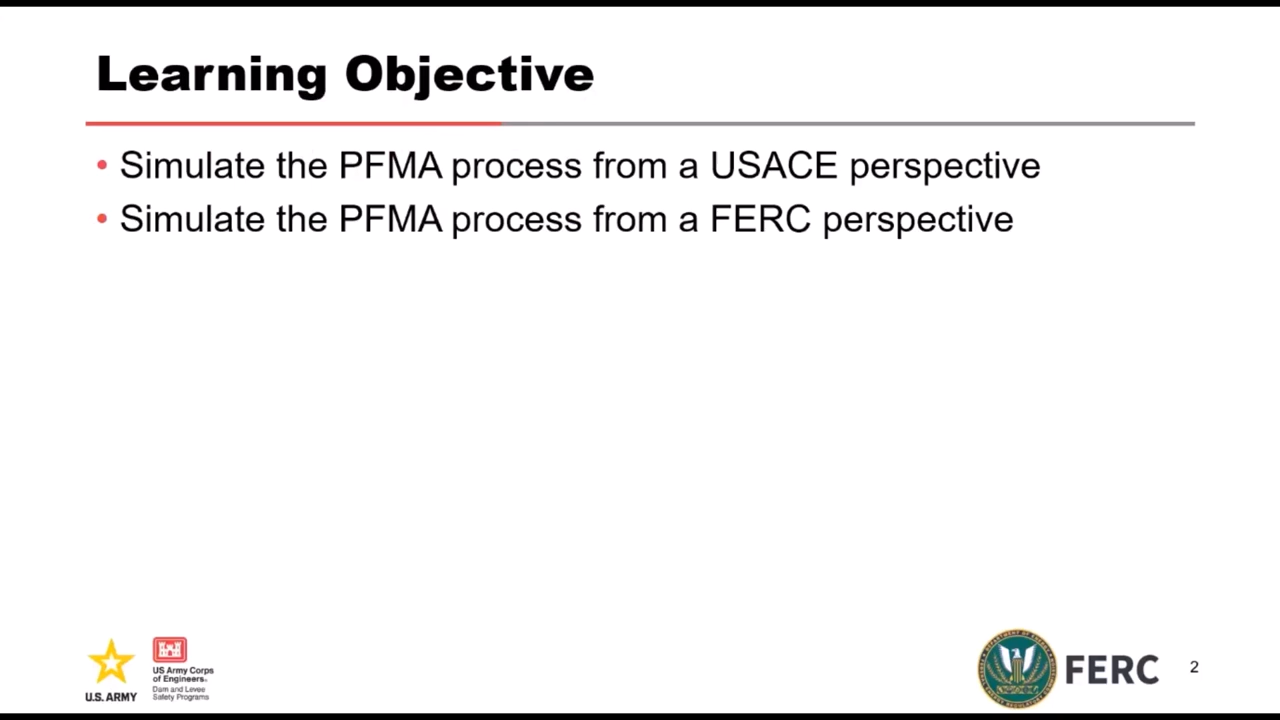 Learning Objective
• Simulate the PFMA process from a USACE perspective
• Simulate the PFMA process from a FERC perspective
U.S. ARMY
US Army Corps
of Engineers®
Dam and Levee
Safety Programs
FERC
2